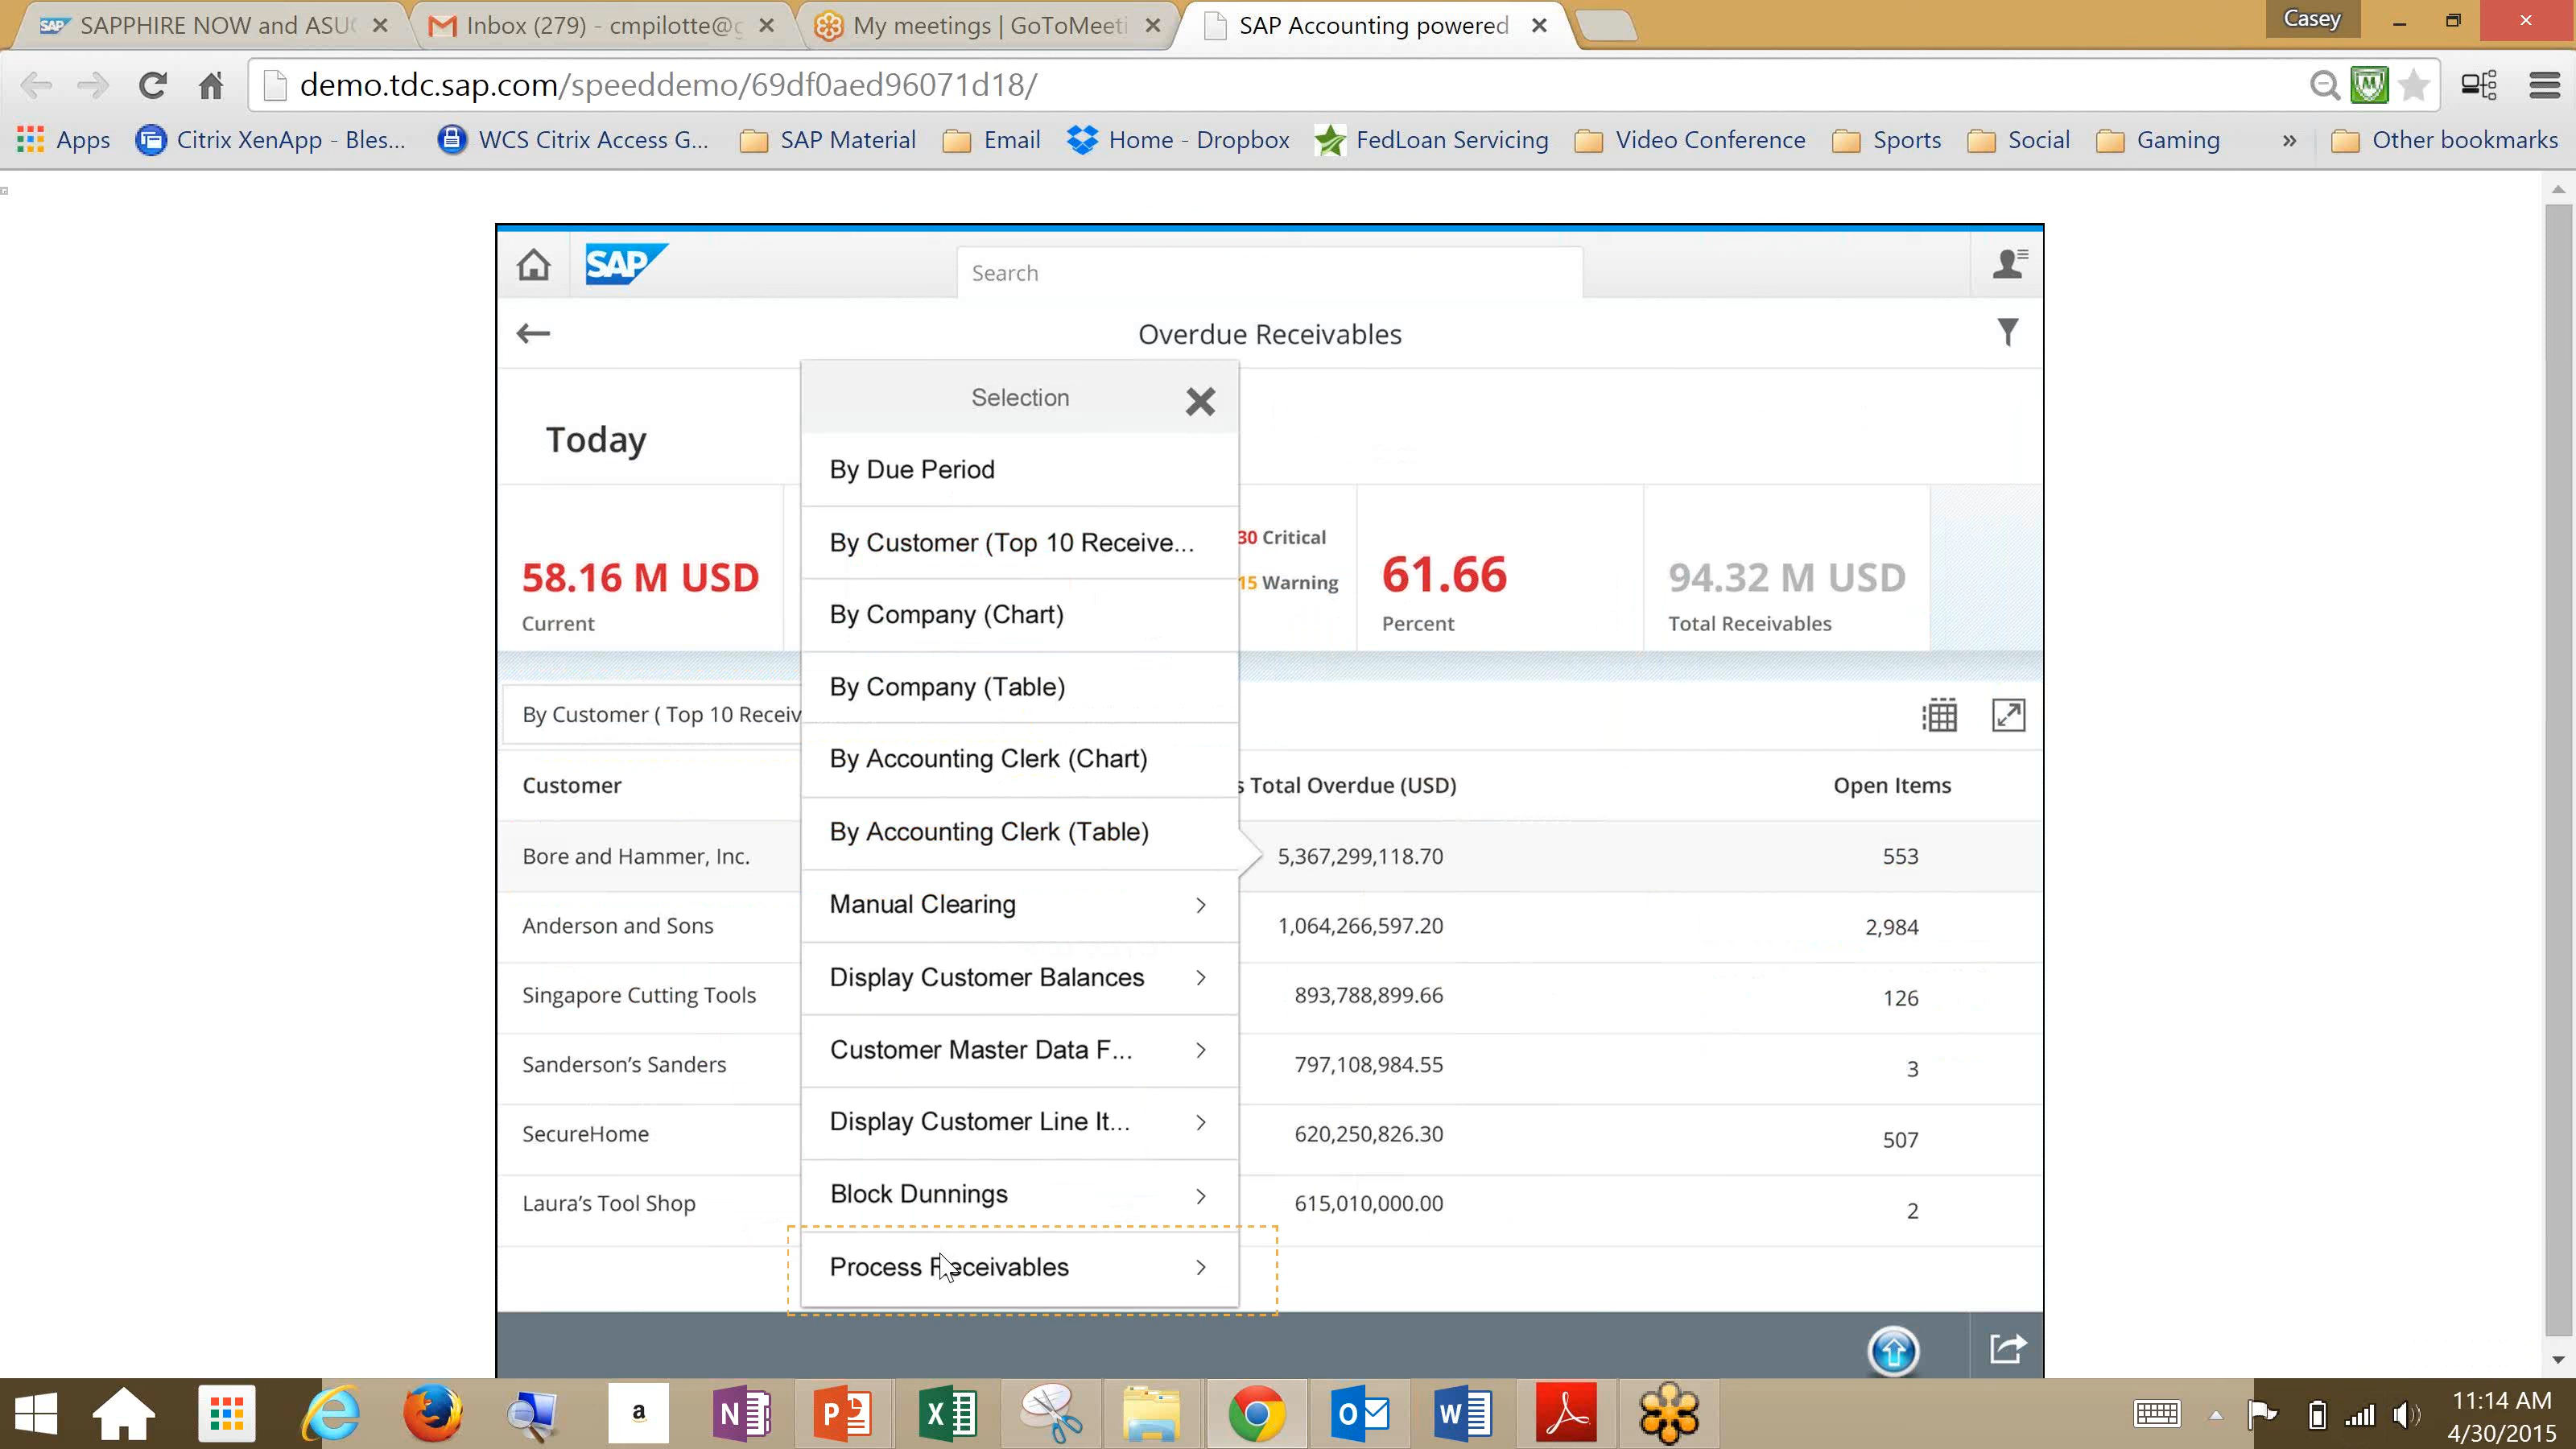 SAP SAPPHIRE NOW and ASU
Inbox (279) - cmpilotte@g
My meetings | GoToMeeti
SAP Accounting powered
Casey
demo.tdc.sap.com/speeddemo/69df0aed96071d18/
Apps
Citrix XenApp - Bles...
WCS Citrix Access G...
SAP Material
Email
Home - Dropbox
FedLoan Servicing
Video Conference
Sports
Social
Gaming
»
Other bookmarks
SAP
Search
Overdue Receivables
Today
Selection
By Due Period
By Customer (Top 10 Receive...
By Company (Chart)
By Company (Table)
By Accounting Clerk (Chart)
By Accounting Clerk (Table)
Manual Clearing
Display Customer Balances
Customer Master Data F...
Display Customer Line It...
Block Dunnings
Process Receivables
58.16 M USD
Current
30 Critical
15 Warning
61.66
Percent
94.32 M USD
Total Receivables
By Customer ( Top 10 Receiv
Customer s Total Overdue (USD) Open Items
Bore and Hammer, Inc. 5,367,299,118.70 553
Anderson and Sons 1,064,266,597.20 2,984
Singapore Cutting Tools 893,788,899.66 126
Sanderson's Sanders 797,108,984.55 3
SecureHome 620,250,826.30 507
Laura's Tool Shop 615,010,000.00 2
11:14 AM
4/30/2015